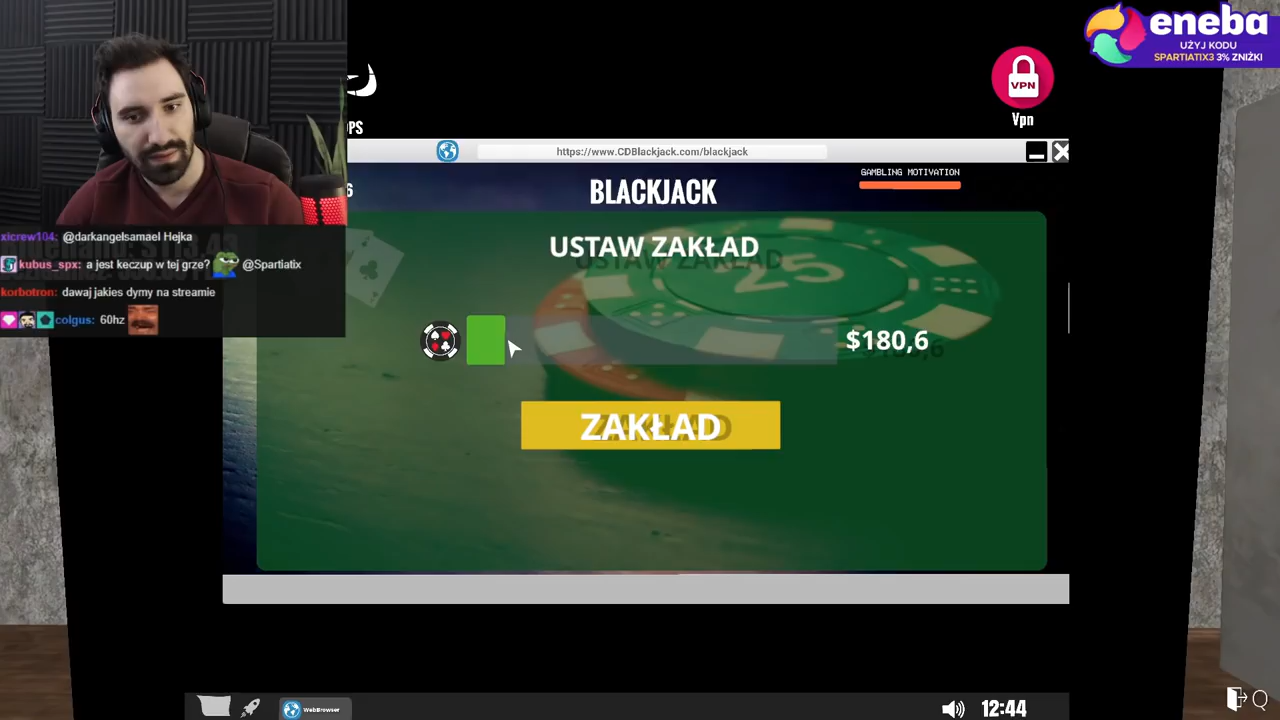 eneba
UŻYJ KODU
SPARTIATIX3 3% ZNIŻKI
VPN
Vpn
https://www.CDBlackjack.com/blackjack
GAMBLING MOTIVATION
BLACKJACK
USTAW ZAKŁAD
xlcrew104: @darkangelsamael Hejka
kubus_spx: a jest keczup w tej grze? @Spartiatix
korbotron: dawaj jakies dymy na streamie
colgus: 60hz
$180,6
ZAKŁAD
WebBrowser
12:44
Q